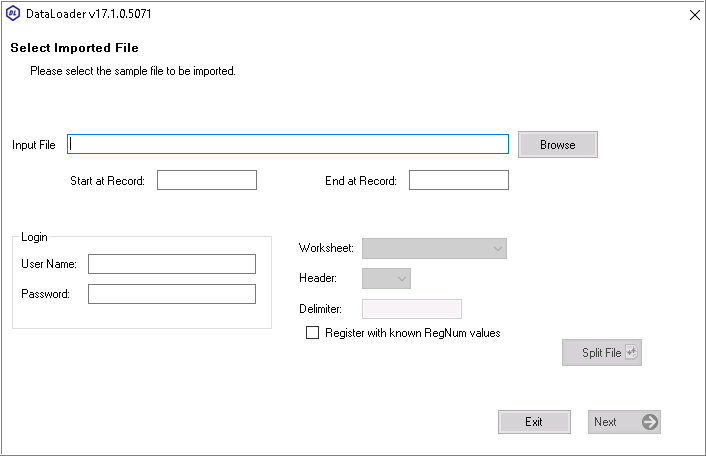 DL DataLoader v17.1.0.5071
Select Imported File
Please select the sample file to be imported.
Input File
Browse
Start at Record:
End at Record:
Login
User Name:
Password:
Worksheet:
Header:
Delimiter:
Register with known RegNum values
Split File
Exit
Next